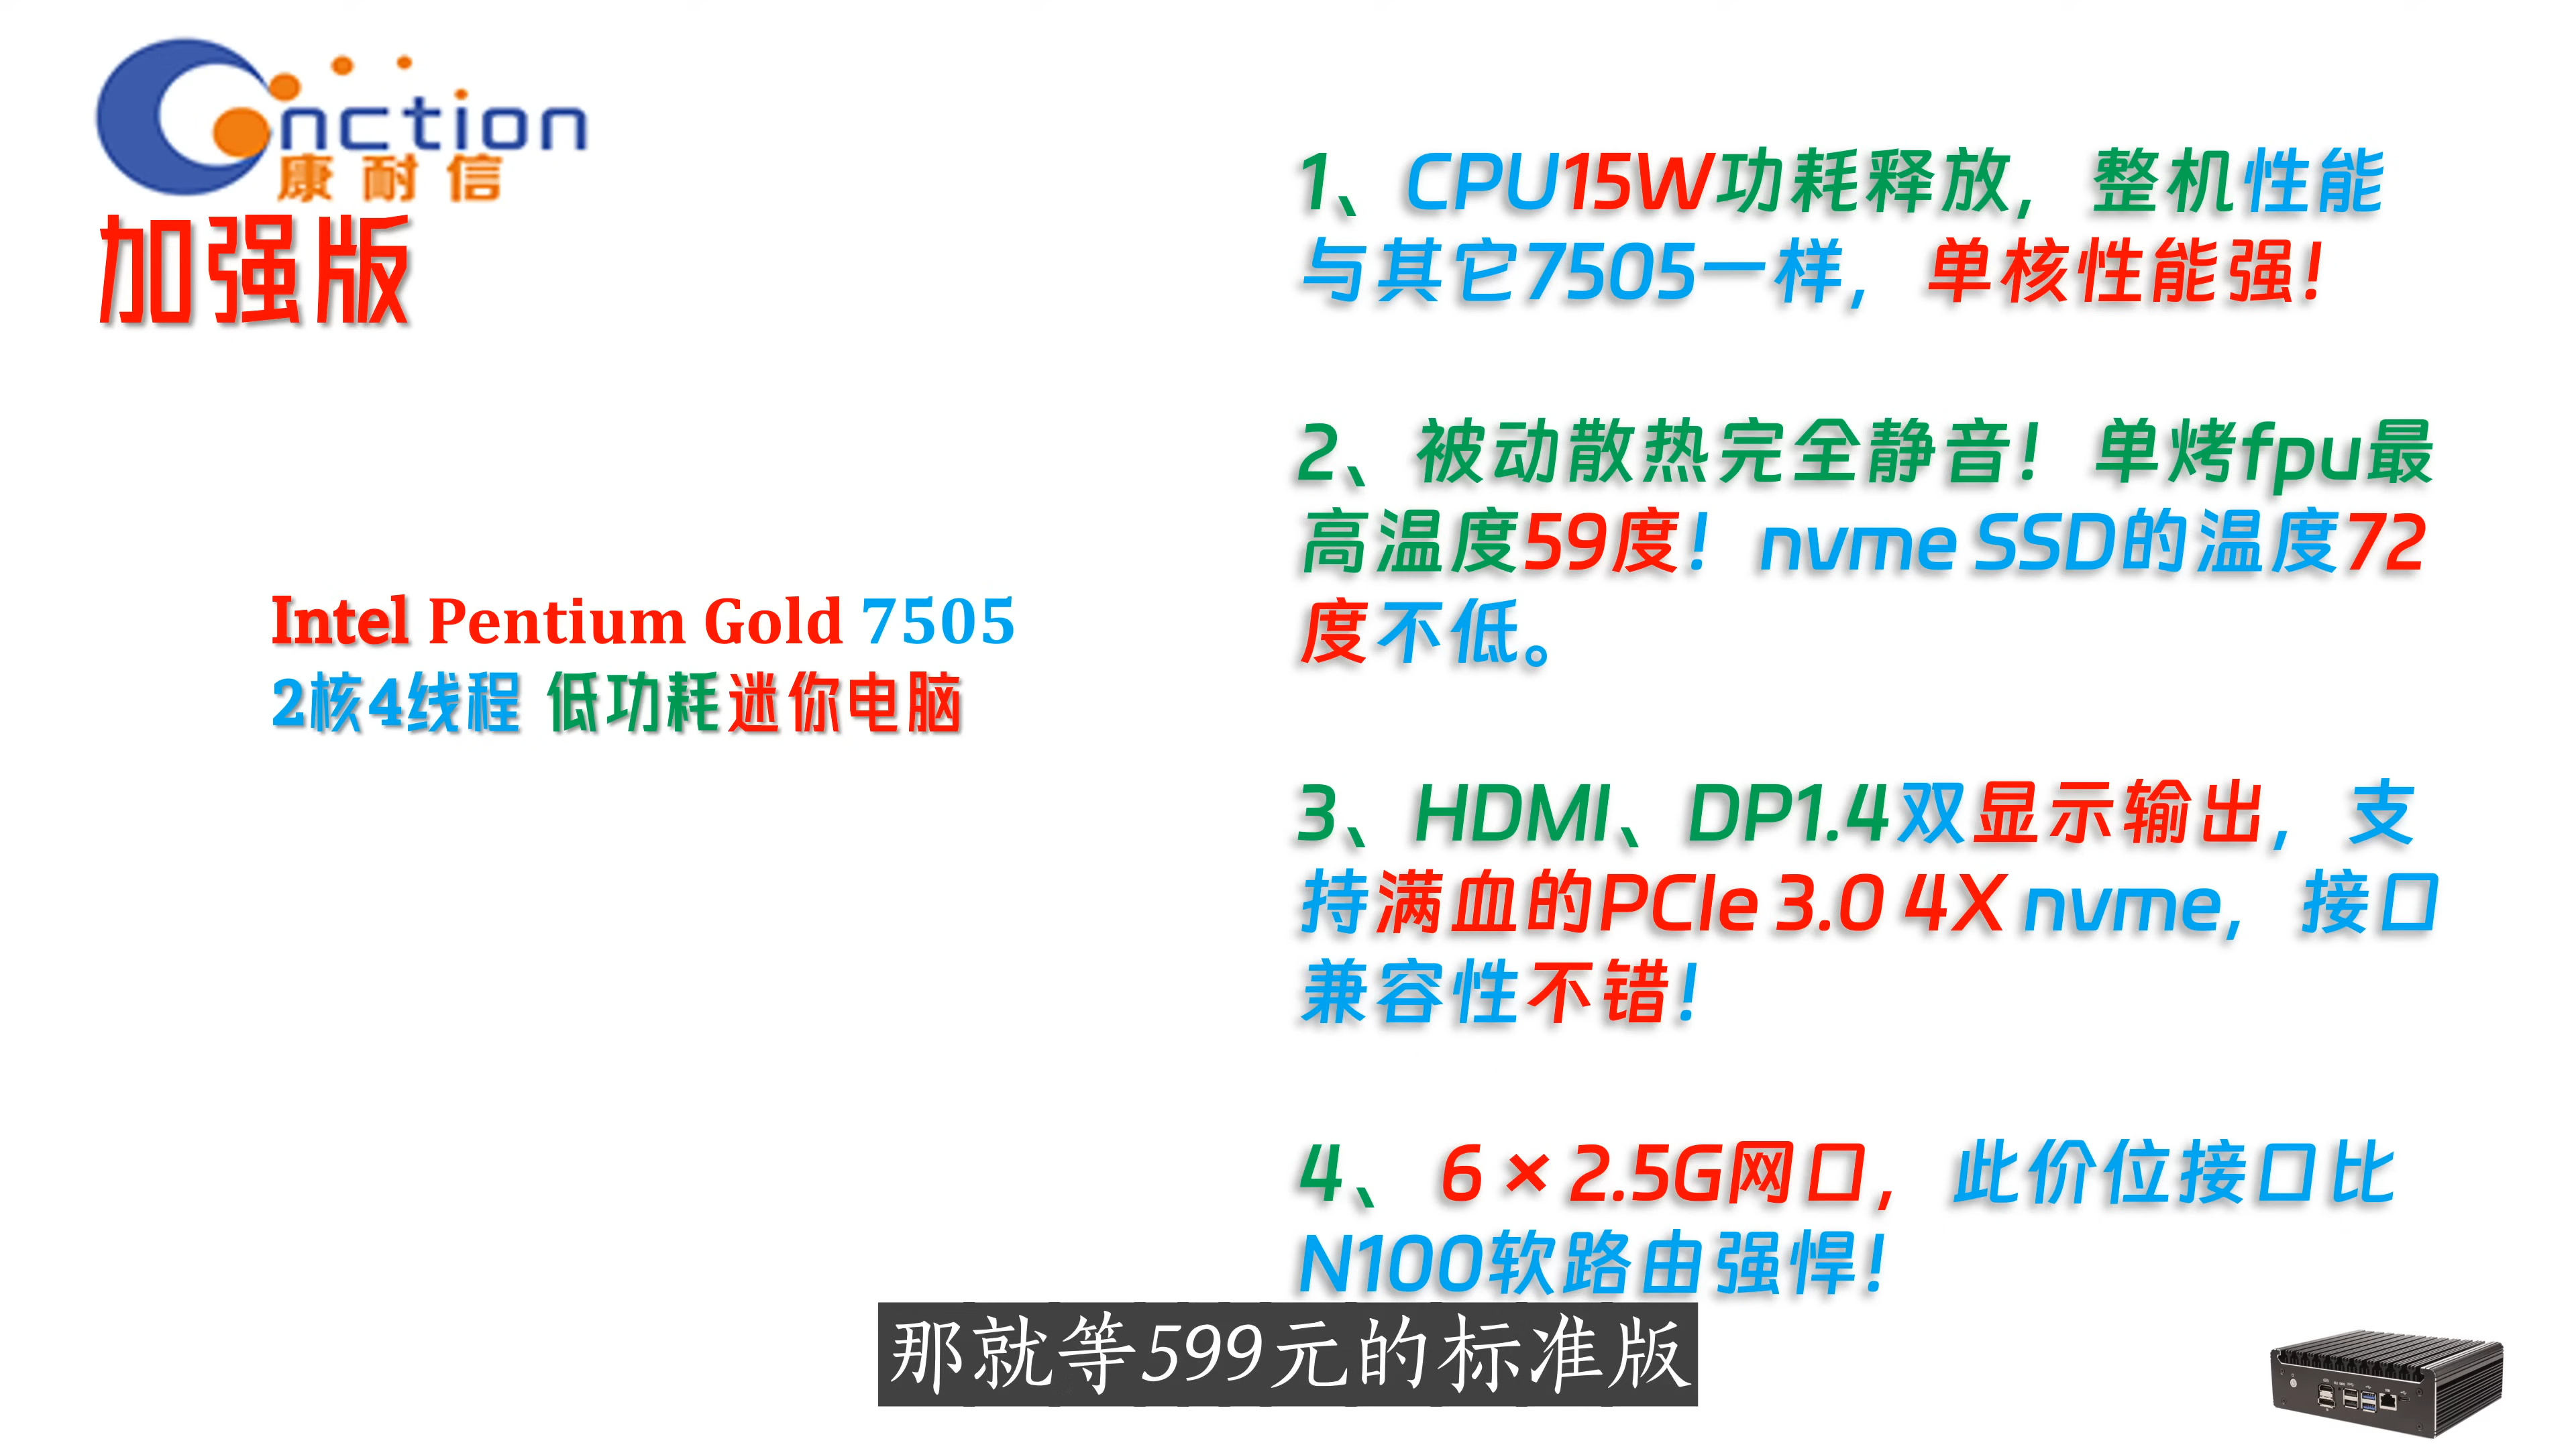 Conction
康耐信
加强版
Intel Pentium Gold 7505
2核4线程 低功耗迷你电脑
1、CPU15W功耗释放，整机性能
与其它7505一样，单核性能强！
2、被动散热完全静音！单烤fpu最
高温度59度！nvme SSD的温度72
度不低。
3、HDMI、DP1.4双显示输出，支
持满血的PCIe 3.0 4X nvme，接口
兼容性不错！
4、6×2.5G网口，此价位接口比
N100软路由强悍！
那就等599元的标准版